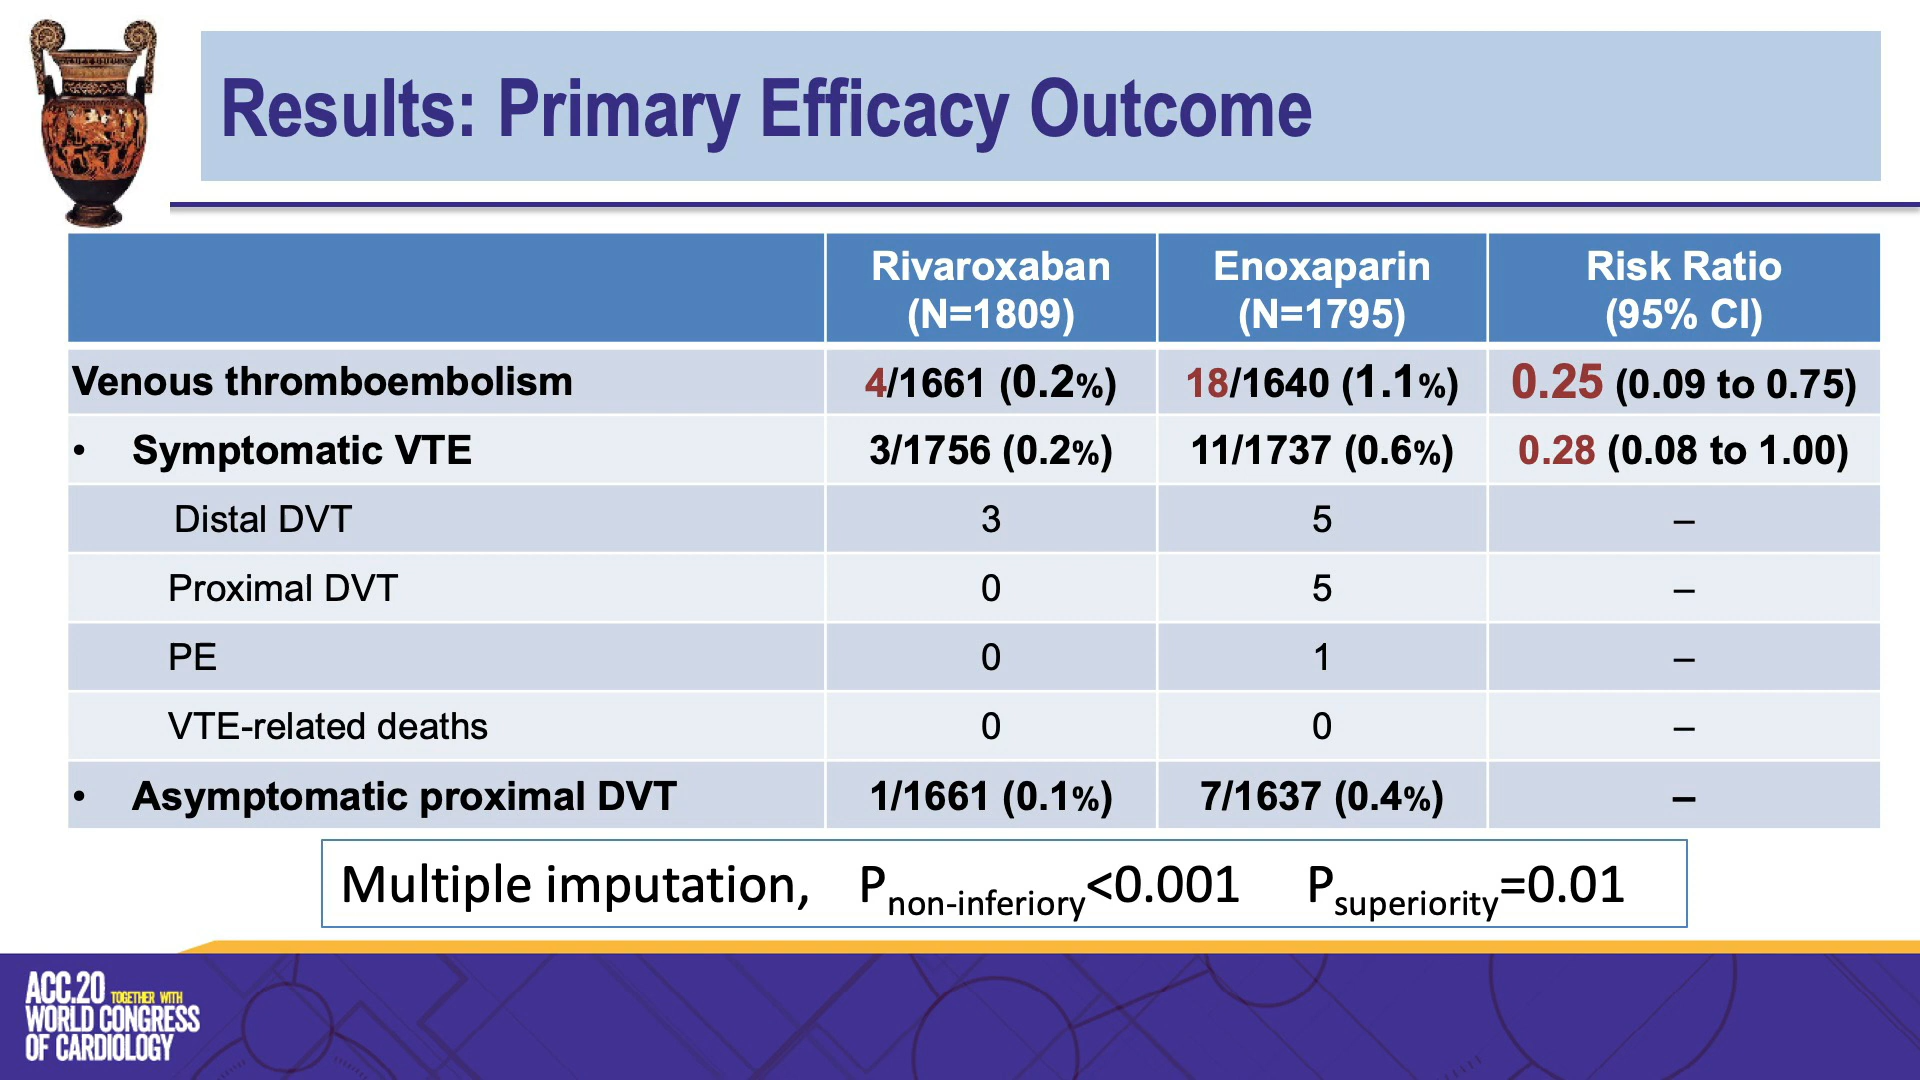 Results: Primary Efficacy Outcome
Rivaroxaban (N=1809) Enoxaparin (N=1795) Risk Ratio (95% CI)
Venous thromboembolism 4/1661 (0.2%) 18/1640 (1.1%) 0.25 (0.09 to 0.75)
• Symptomatic VTE 3/1756 (0.2%) 11/1737 (0.6%) 0.28 (0.08 to 1.00)
Distal DVT 3 5 –
Proximal DVT 0 5 –
PE 0 1 –
VTE-related deaths 0 0 –
• Asymptomatic proximal DVT 1/1661 (0.1%) 7/1637 (0.4%) –
Multiple imputation, Pnon-inferiory<0.001 Psuperiority=0.01
ACC.20 TOGETHER WITH
WORLD CONGRESS
OF CARDIOLOGY